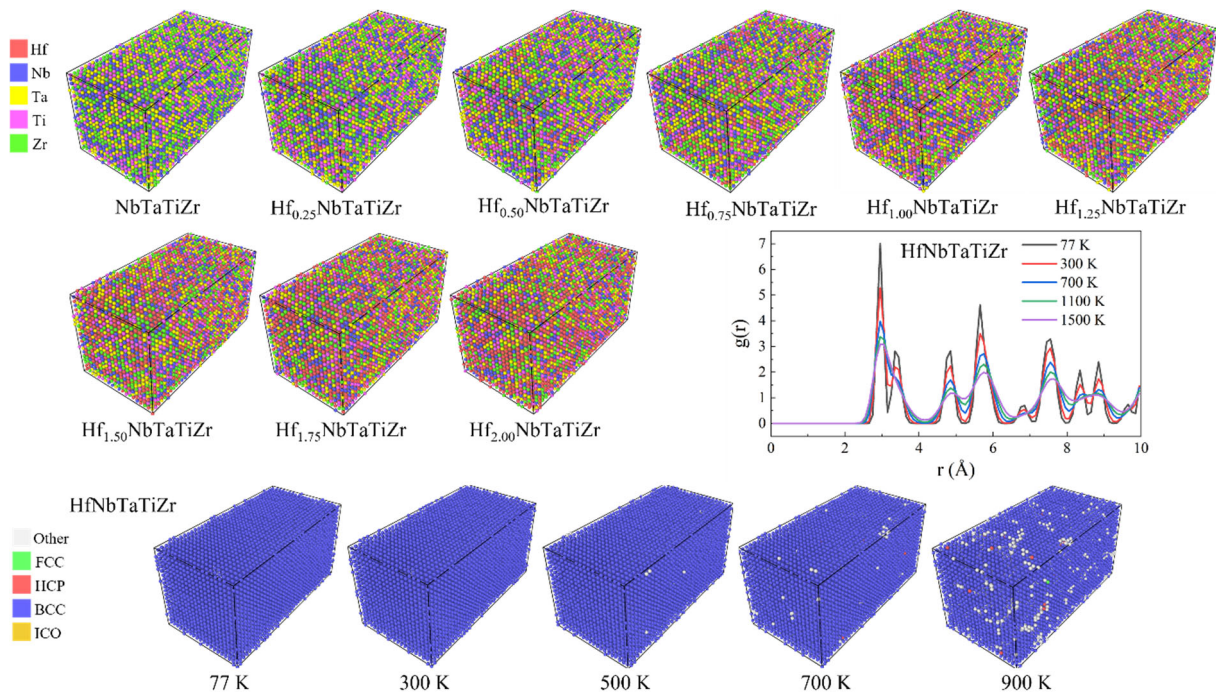 Hf
Nb
Ta
Ti
Zr
NbTaTiZr
Hf0.25NbTaTiZr
Hf0.50NbTaTiZr
Hf0.75NbTaTiZr
Hf1.00NbTaTiZr
Hf1.25NbTaTiZr
Hf1.50NbTaTiZr
Hf1.75NbTaTiZr
Hf2.00NbTaTiZr
HfNbTaTiZr
77 K
300 K
700 K
1100 K
1500 K
7
6
5
4
3
2
1
0
g(r)
0 2 4 6 8 10
r (Å)
HfNbTaTiZr
Other
FCC
HCP
BCC
ICO
77 K
300 K
500 K
700 K
900 K